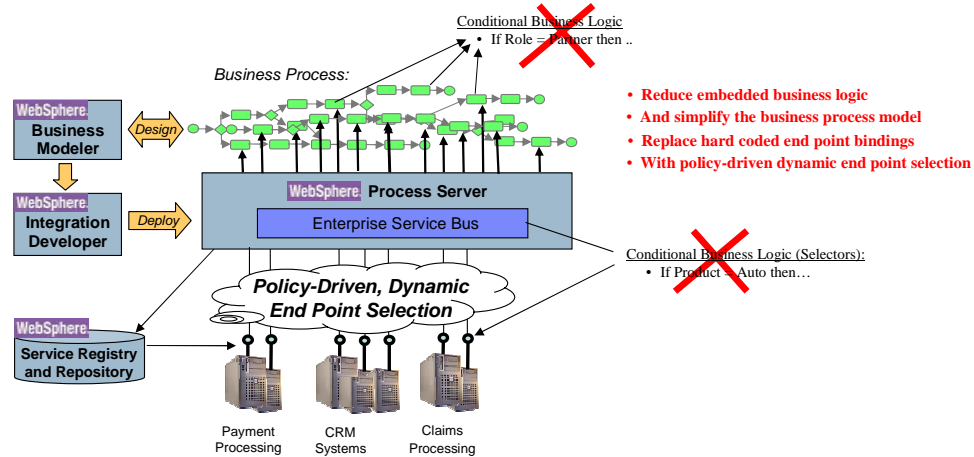 Conditional Business Logic
• If Role = Partner then ..
Business Process:
WebSphere.
Business
Modeler
Design
• Reduce embedded business logic
• And simplify the business process model
• Replace hard coded end point bindings
• With policy-driven dynamic end point selection
WebSphere. Process Server
Enterprise Service Bus
WebSphere.
Integration
Developer
Deploy
Conditional Business Logic (Selectors):
• If Product = Auto then…
Policy-Driven, Dynamic
End Point Selection
WebSphere.
Service Registry
and Repository
Payment
Processing
CRM
Systems
Claims
Processing